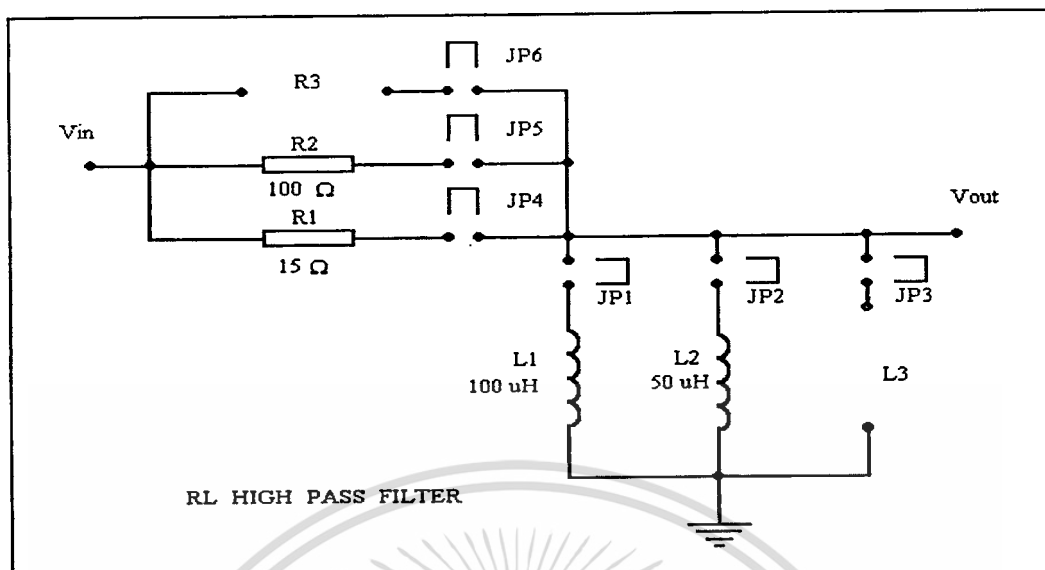 JP6
R3
Vin
JP5
R2
100 Ω
JP4
R1
Vout
15 Ω
JP1
JP2
JP3
L1
100 uH
L2
50 uH
L3
RL HIGH PASS FILTER